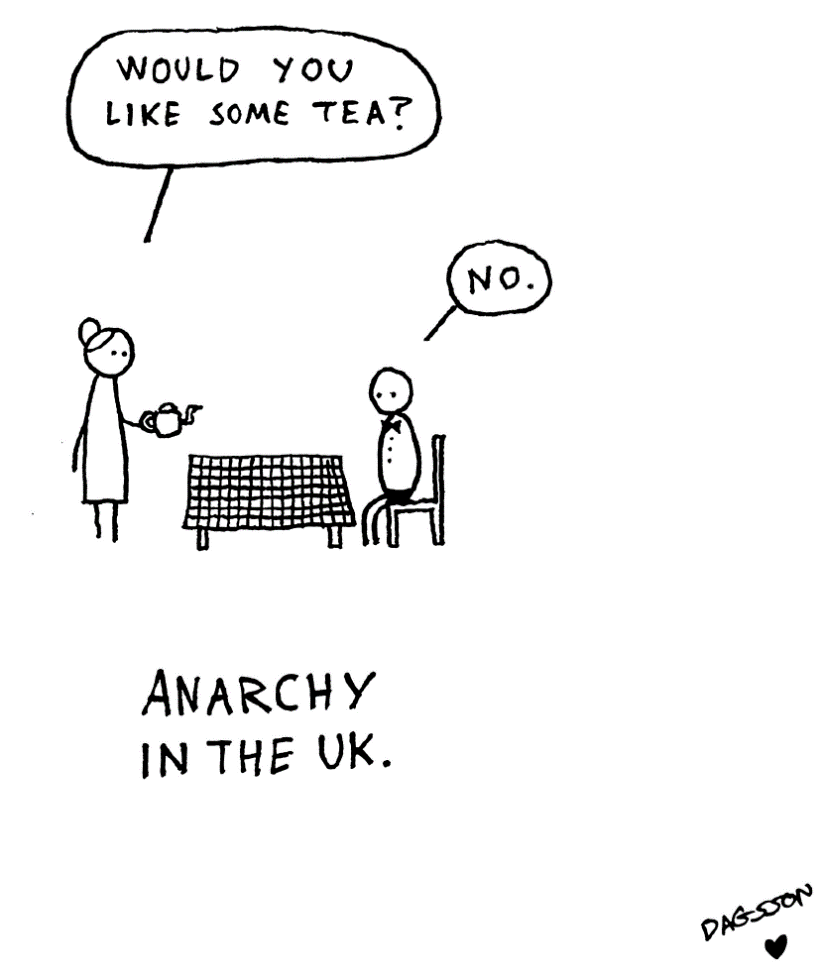 WOULD YOU
LIKE SOME TEA?
NO.
ANARCHY
IN THE UK.
DAGSSON